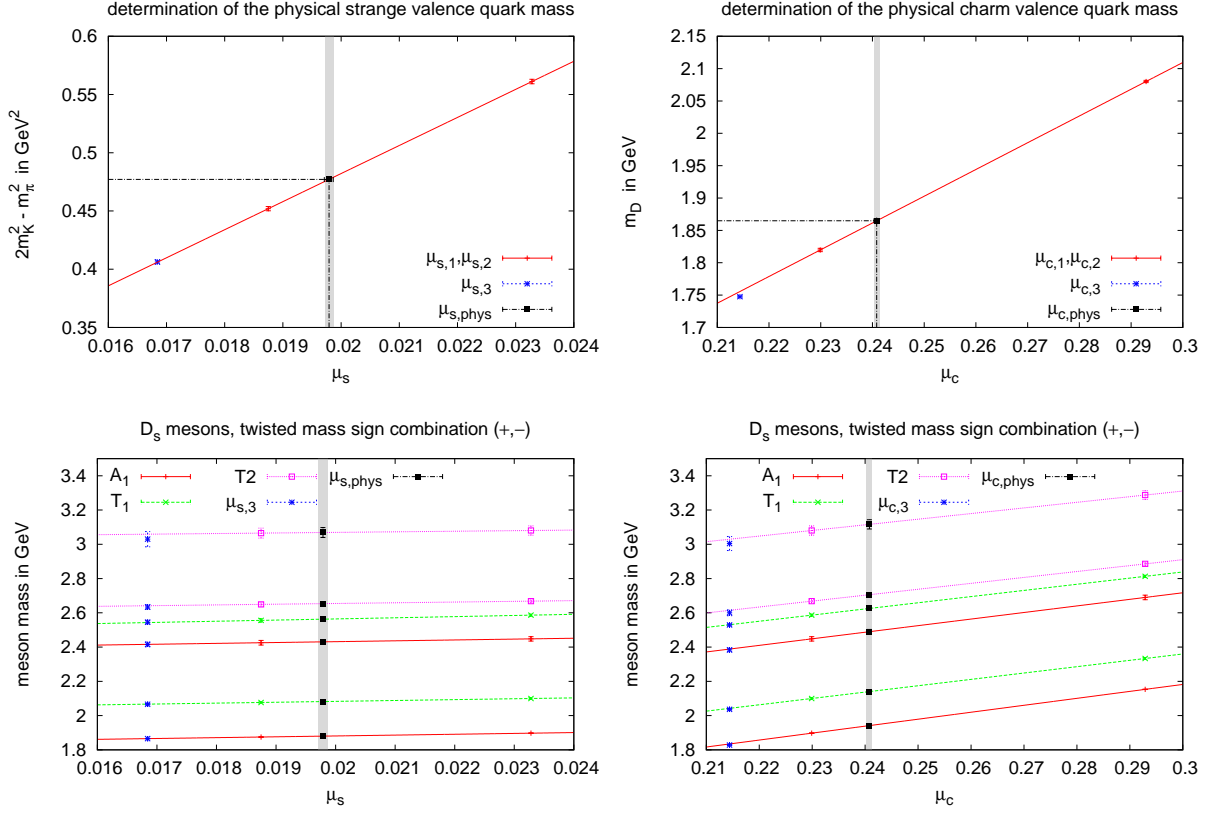 determination of the physical strange valence quark mass
0.6
0.55
0.5
0.45
0.4
0.35
2m_K^2 - m_π^2 in GeV^2
μ_s,1,μ_s,2
μ_s,3
μ_s,phys
0.016 0.017 0.018 0.019 0.02 0.021 0.022 0.023 0.024
μ_s
determination of the physical charm valence quark mass
2.15
2.1
2.05
2
1.95
1.9
1.85
1.8
1.75
1.7
m_D in GeV
μ_c,1,μ_c,2
μ_c,3
μ_c,phys
0.21 0.22 0.23 0.24 0.25 0.26 0.27 0.28 0.29 0.3
μ_c
D_s mesons, twisted mass sign combination (+,−)
A_1 T2 μ_s,phys
T_1 μ_s,3
3.4
3.2
3
2.8
2.6
2.4
2.2
2
1.8
meson mass in GeV
0.016 0.017 0.018 0.019 0.02 0.021 0.022 0.023 0.024
μ_s
D_s mesons, twisted mass sign combination (+,−)
A_1 T2 μ_c,phys
T_1 μ_c,3
3.4
3.2
3
2.8
2.6
2.4
2.2
2
1.8
meson mass in GeV
0.21 0.22 0.23 0.24 0.25 0.26 0.27 0.28 0.29 0.3
μ_c